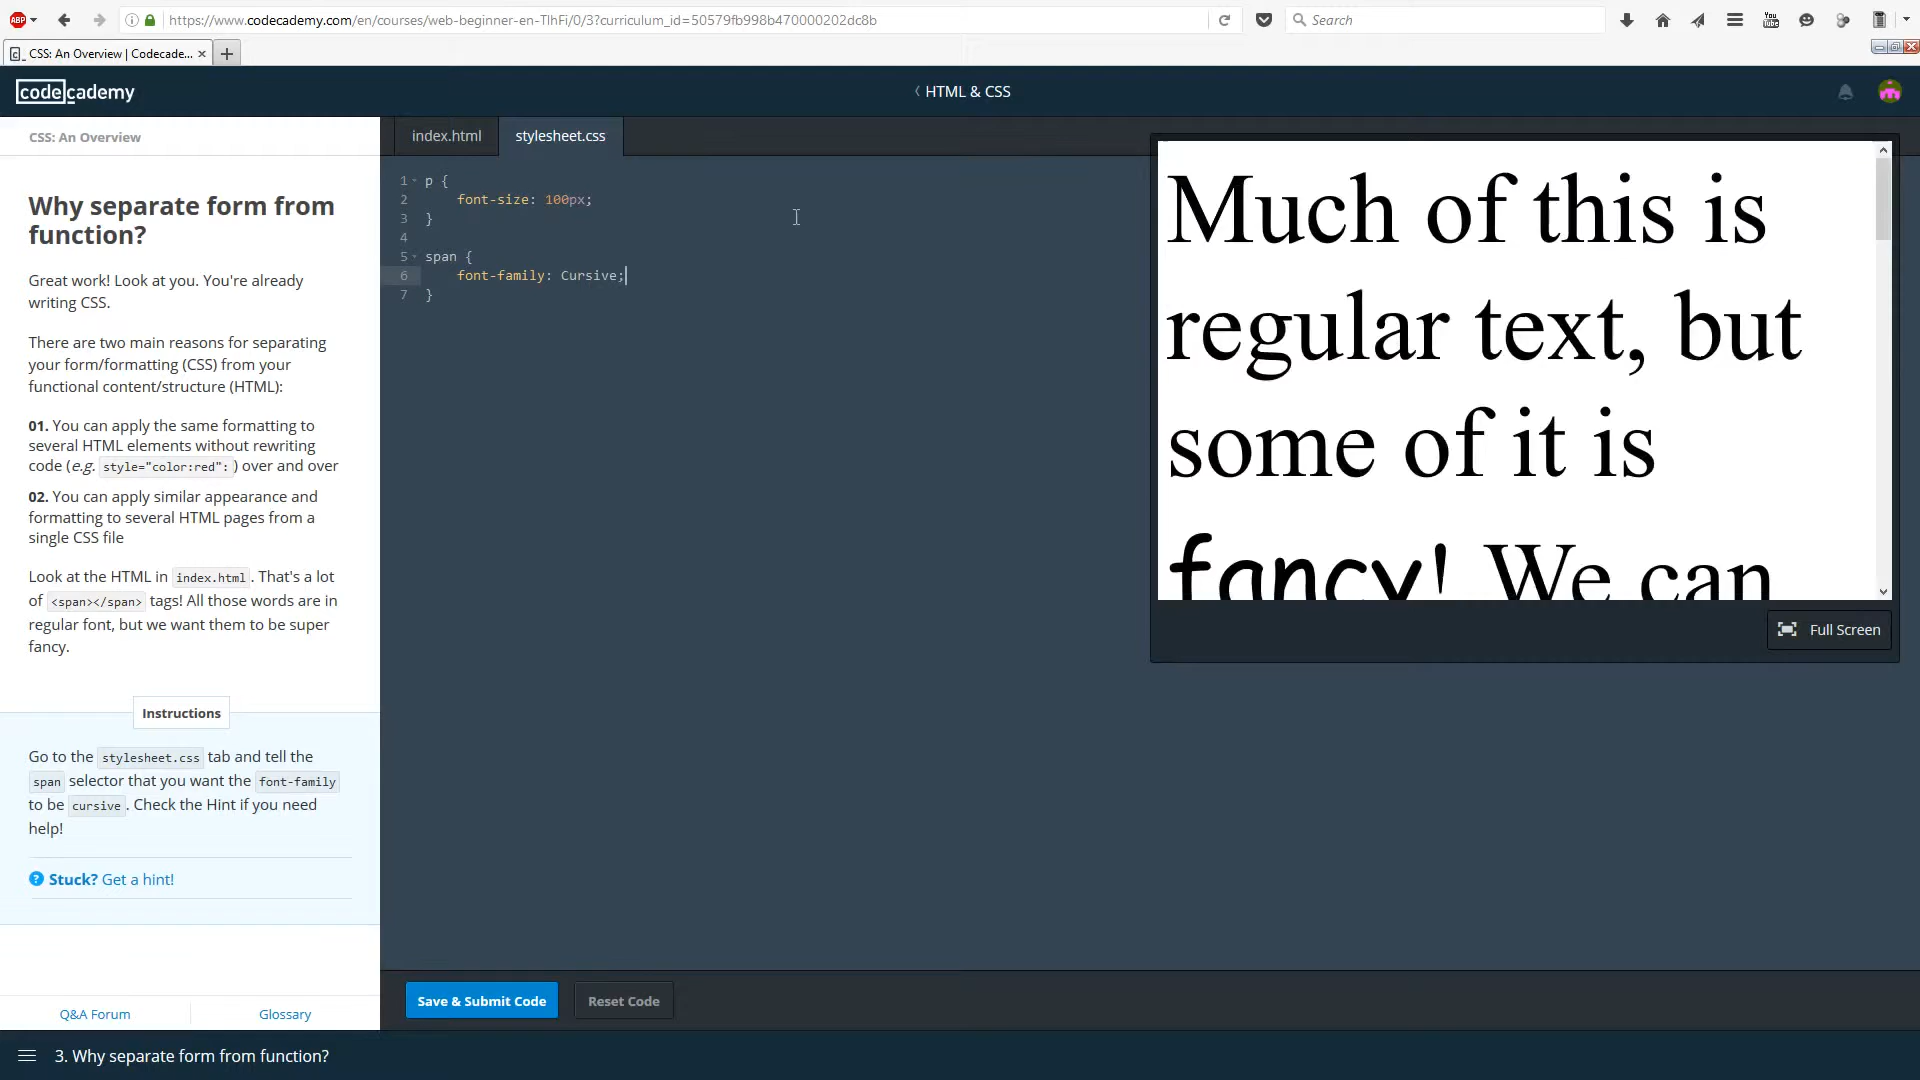 ABP
https://www.codecademy.com/en/courses/web-beginner-en-TlhFi/0/3?curriculum_id=50579fb998b470000202dc8b
Search
You
Tube
CSS: An Overview | Codecade...
codecademy
HTML & CSS
CSS: An Overview
index.html
stylesheet.css
Why separate form from
function?
Great work! Look at you. You're already
writing CSS.
There are two main reasons for separating
your form/formatting (CSS) from your
functional content/structure (HTML):
01. You can apply the same formatting to
several HTML elements without rewriting
code (e.g. style="color:red":) over and over
02. You can apply similar appearance and
formatting to several HTML pages from a
single CSS file
Look at the HTML in index.html. That's a lot
of <span></span> tags! All those words are in
regular font, but we want them to be super
fancy.
Instructions
Go to the stylesheet.css tab and tell the
span selector that you want the font-family
to be cursive. Check the Hint if you need
help!
? Stuck? Get a hint!
Q&A Forum
Glossary
1 p {
2 font-size: 100px;
3 }
4
5 span {
6 font-family: Cursive;
7 }
Much of this is
regular text, but
some of it is
fancy! We can
Full Screen
Save & Submit Code
Reset Code
3. Why separate form from function?